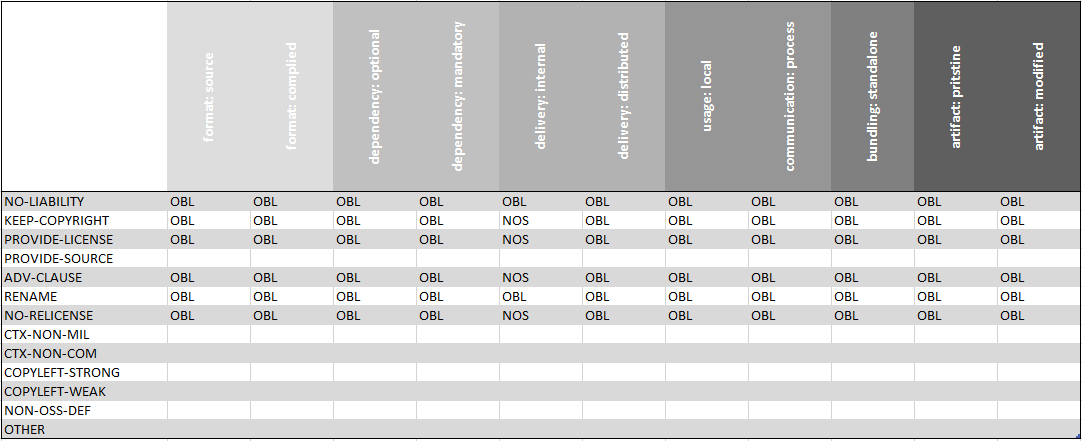 format: source format: complied dependency: optional dependency: mandatory delivery: internal delivery: distributed usage: local communication: process bundling: standalone artifact: pritstine artifact: modified
NO-LIABILITY OBL OBL OBL OBL OBL OBL OBL OBL OBL OBL OBL
KEEP-COPYRIGHT OBL OBL OBL OBL NOS OBL OBL OBL OBL OBL OBL
PROVIDE-LICENSE OBL OBL OBL OBL NOS OBL OBL OBL OBL OBL OBL
PROVIDE-SOURCE
ADV-CLAUSE OBL OBL OBL OBL NOS OBL OBL OBL OBL OBL OBL
RENAME OBL OBL OBL OBL OBL OBL OBL OBL OBL OBL OBL
NO-RELICENSE OBL OBL OBL OBL NOS OBL OBL OBL OBL OBL OBL
CTX-NON-MIL
CTX-NON-COM
COPYLEFT-STRONG
COPYLEFT-WEAK
NON-OSS-DEF
OTHER